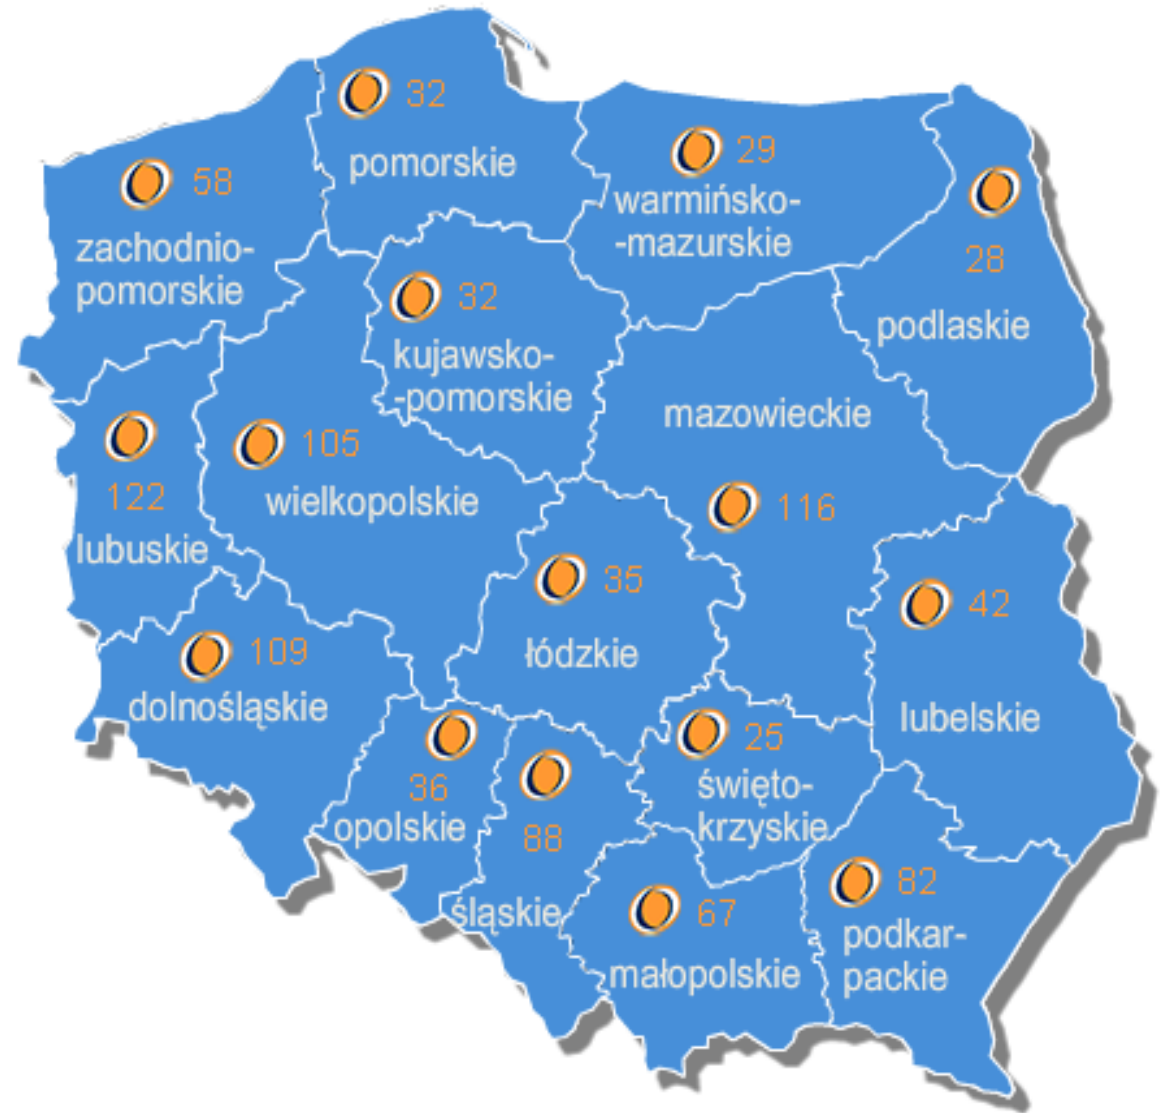 32
pomorskie
29
warmińsko-
-mazurskie
58
zachodnio-
pomorskie
28
podlaskie
32
kujawsko-
-pomorskie
mazowieckie
116
122
lubuskie
105
wielkopolskie
35
łódzkie
42
lubelskie
109
dolnośląskie
36
opolskie
88
śląskie
25
święto-
krzyskie
67
małopolskie
82
podkar-
packie